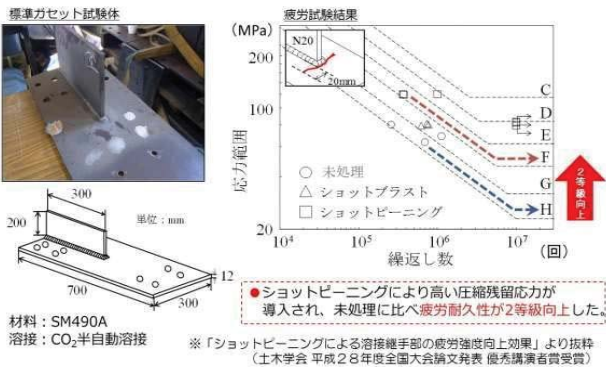 標準ガセット試験体
疲労試験結果
(MPa)
300
200
100
20
応力範囲
N20
20mm
C
D
E
F
G
H
○ 未処理
△ ショットブラスト
□ ショットピーニング
10⁴
10⁵
10⁶
10⁷
(回)
繰返し数
2等級向上
300
200
単位:mm
700
300
12
材料:SM490A
溶接:CO₂半自動溶接
●ショットピーニングにより高い圧縮残留応力が
導入され、未処理に比べ疲労耐久性が2等級向上した。
※「ショットピーニングによる溶接継手部の疲労強度向上効果」より抜粋
(土木学会 平成28年度全国大会論文発表 優秀講演者賞受賞)